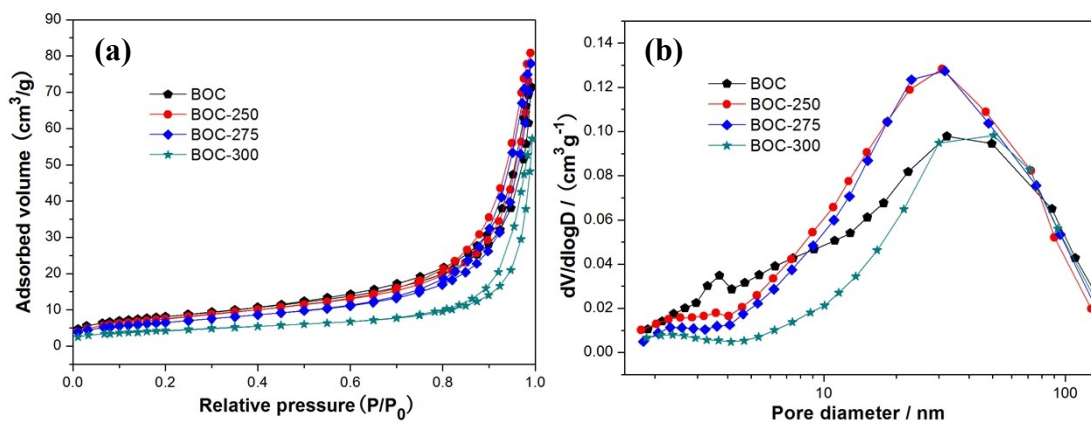 (a)
BOC
BOC-250
BOC-275
BOC-300
Adsorbed volume (cm³/g)
90
80
70
60
50
40
30
20
10
0
0.0
0.2
0.4
0.6
0.8
1.0
Relative pressure (P/P₀)
(b)
BOC
BOC-250
BOC-275
BOC-300
dV/dlogD / (cm³g⁻¹)
0.14
0.12
0.10
0.08
0.06
0.04
0.02
0.00
10
100
Pore diameter / nm